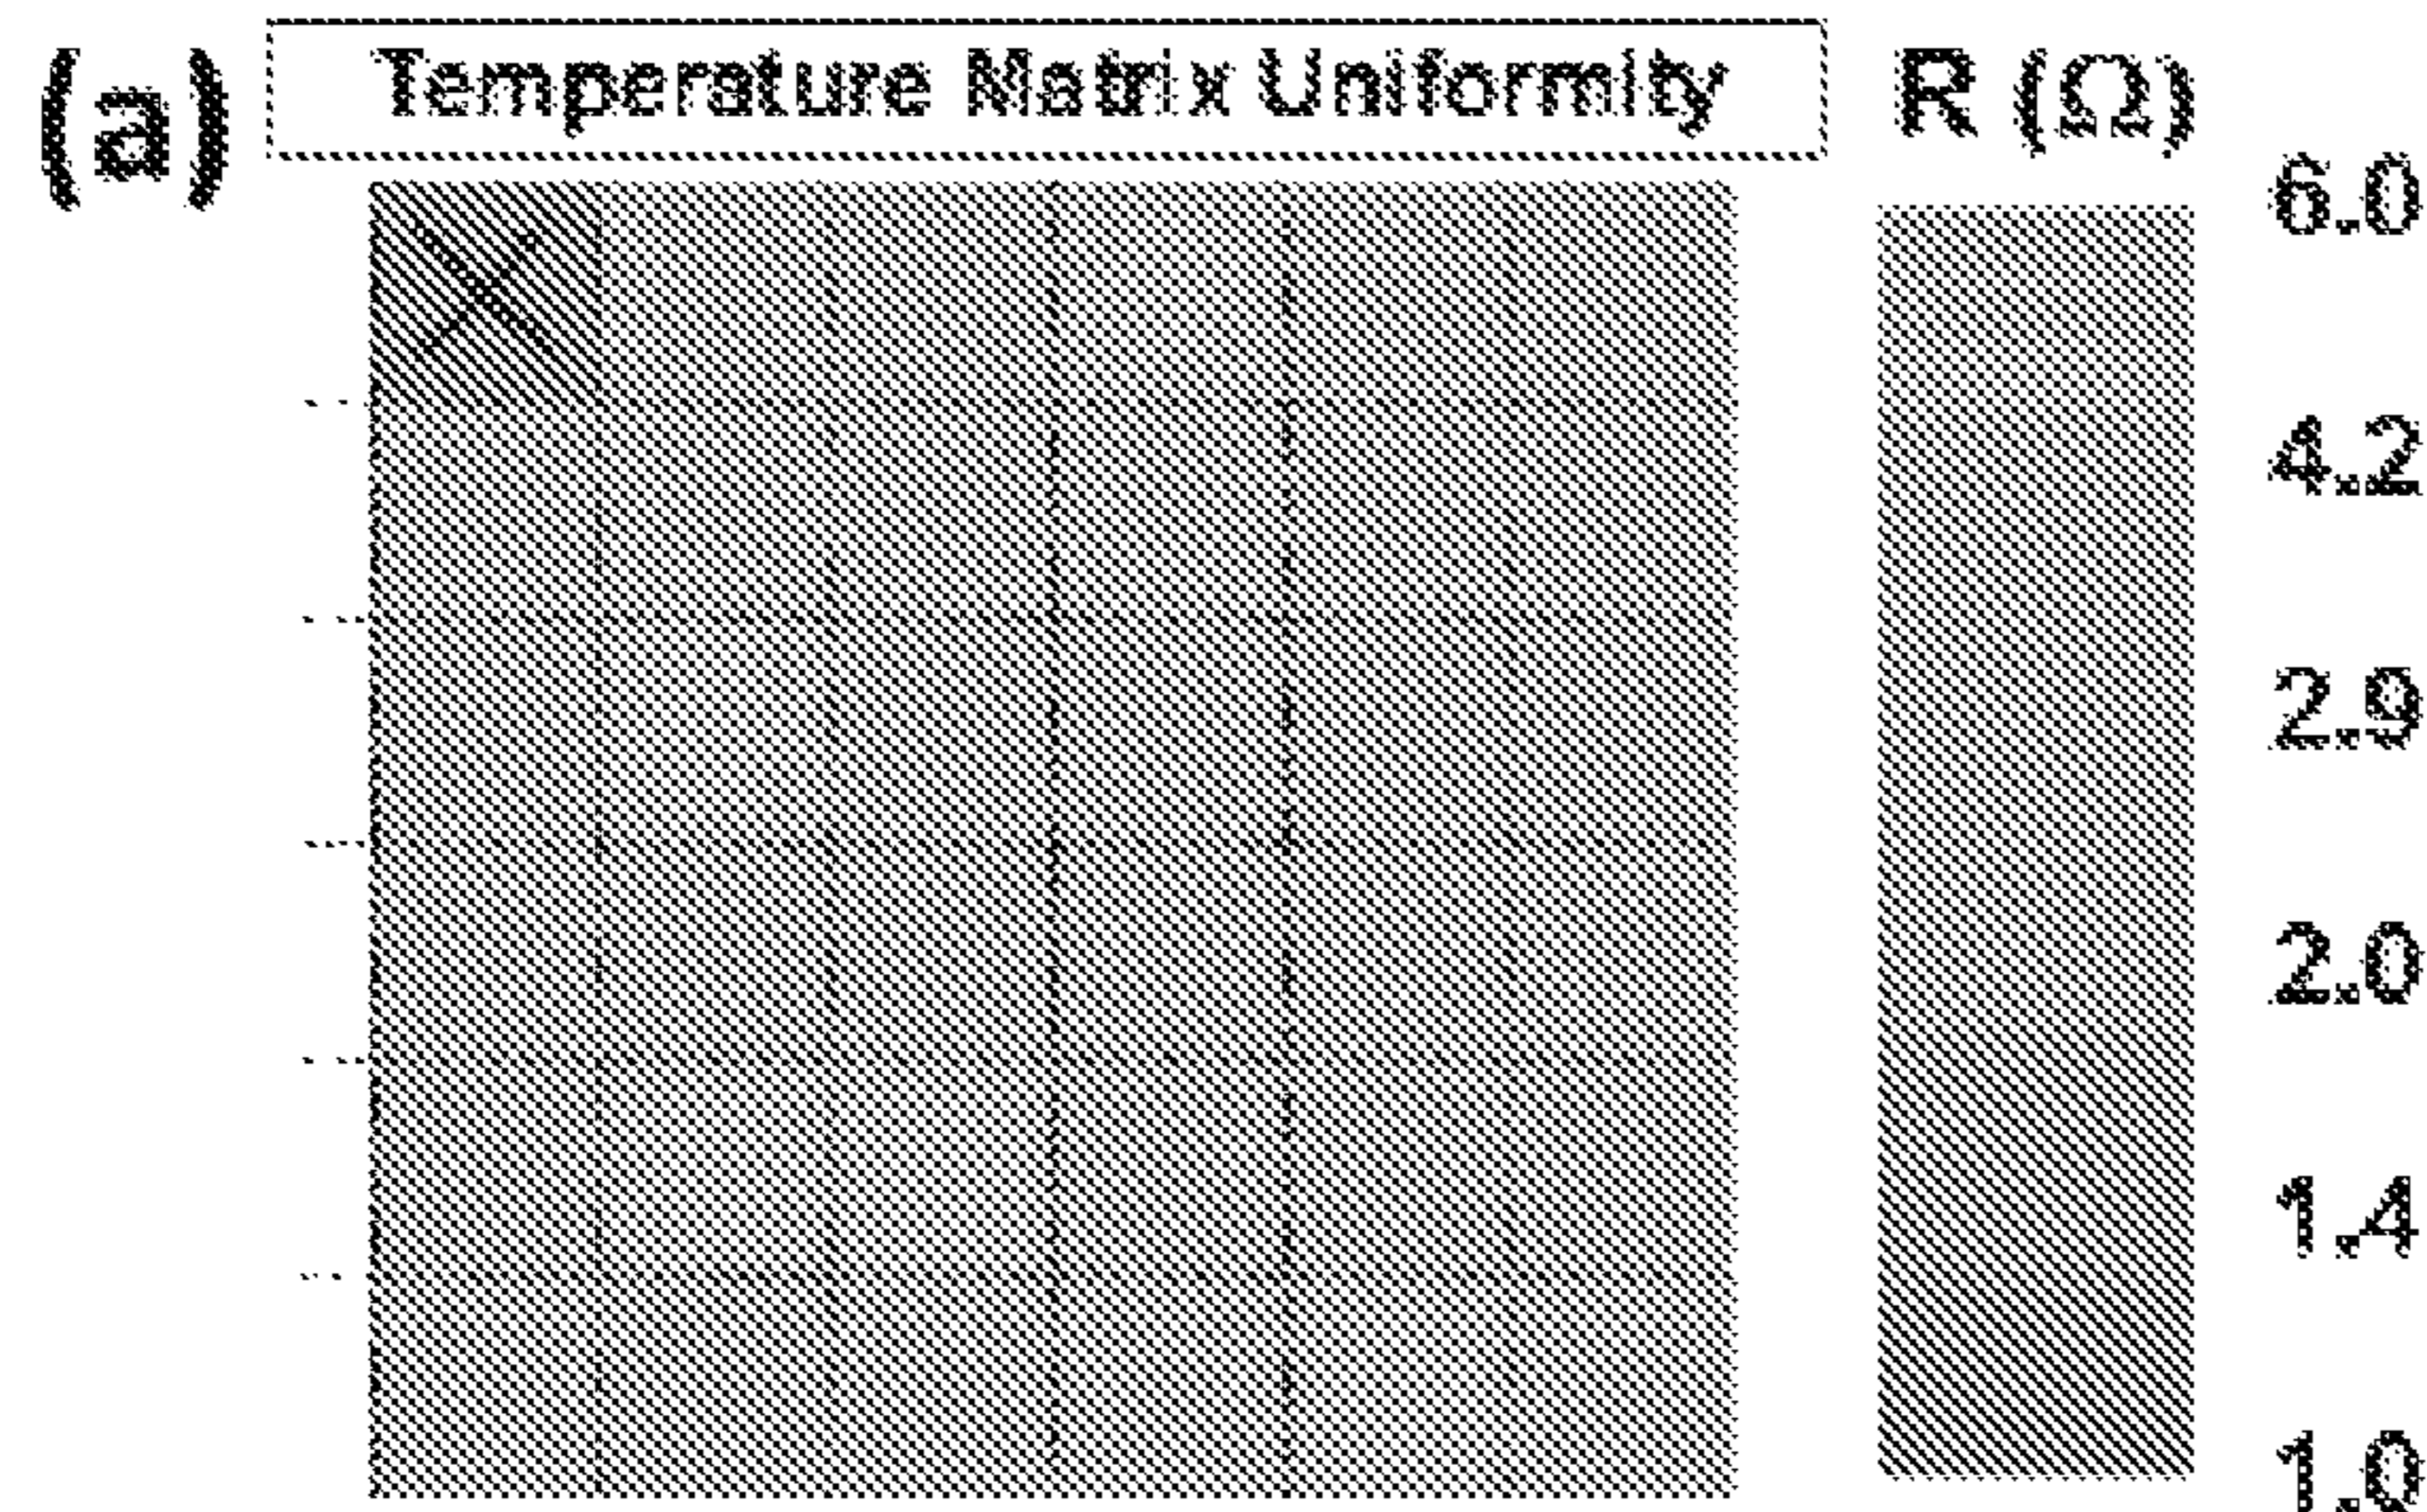 (a)
Temperature Matrix Uniformity
R (Ω)
6.0
4.2
2.9
2.0
1.4
1.0